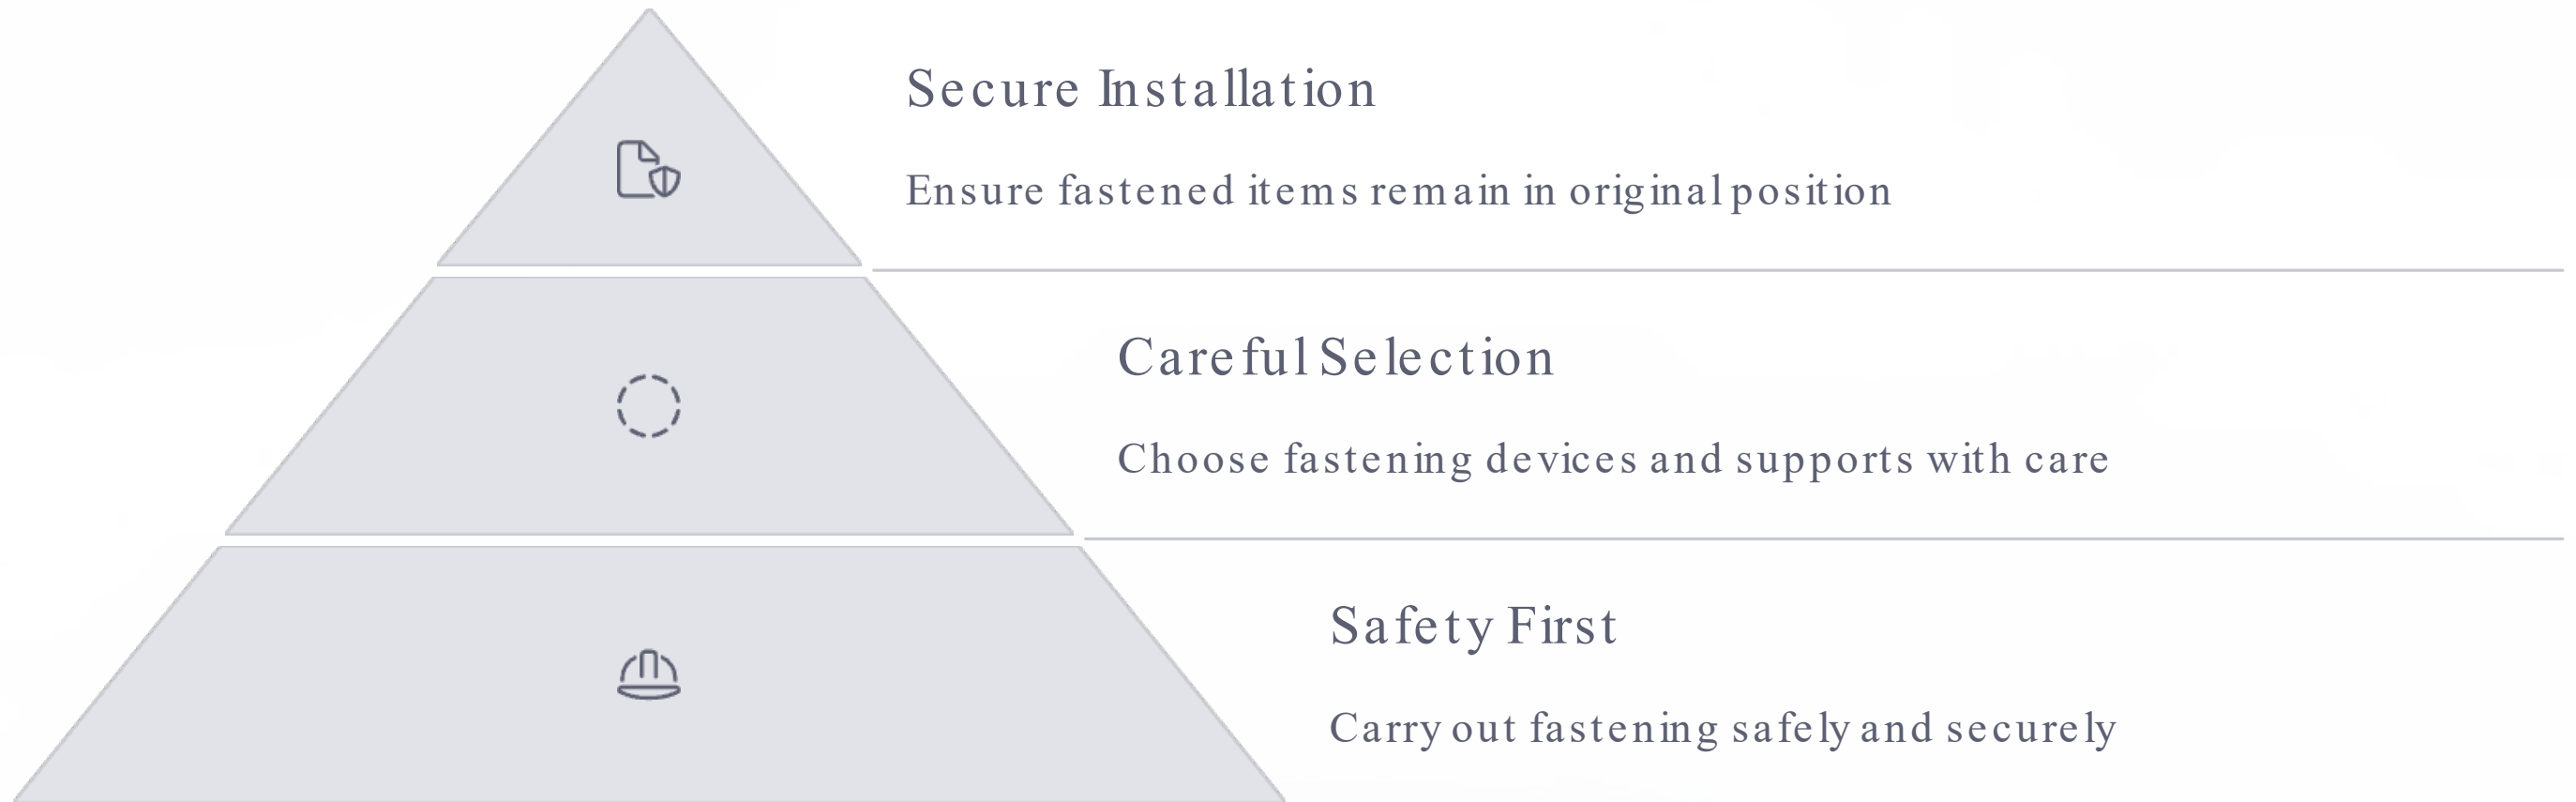 Secure Installation
Ensure fastened items remain in original position
Careful Selection
Choose fastening devices and supports with care
Safety First
Carry out fastening safely and securely